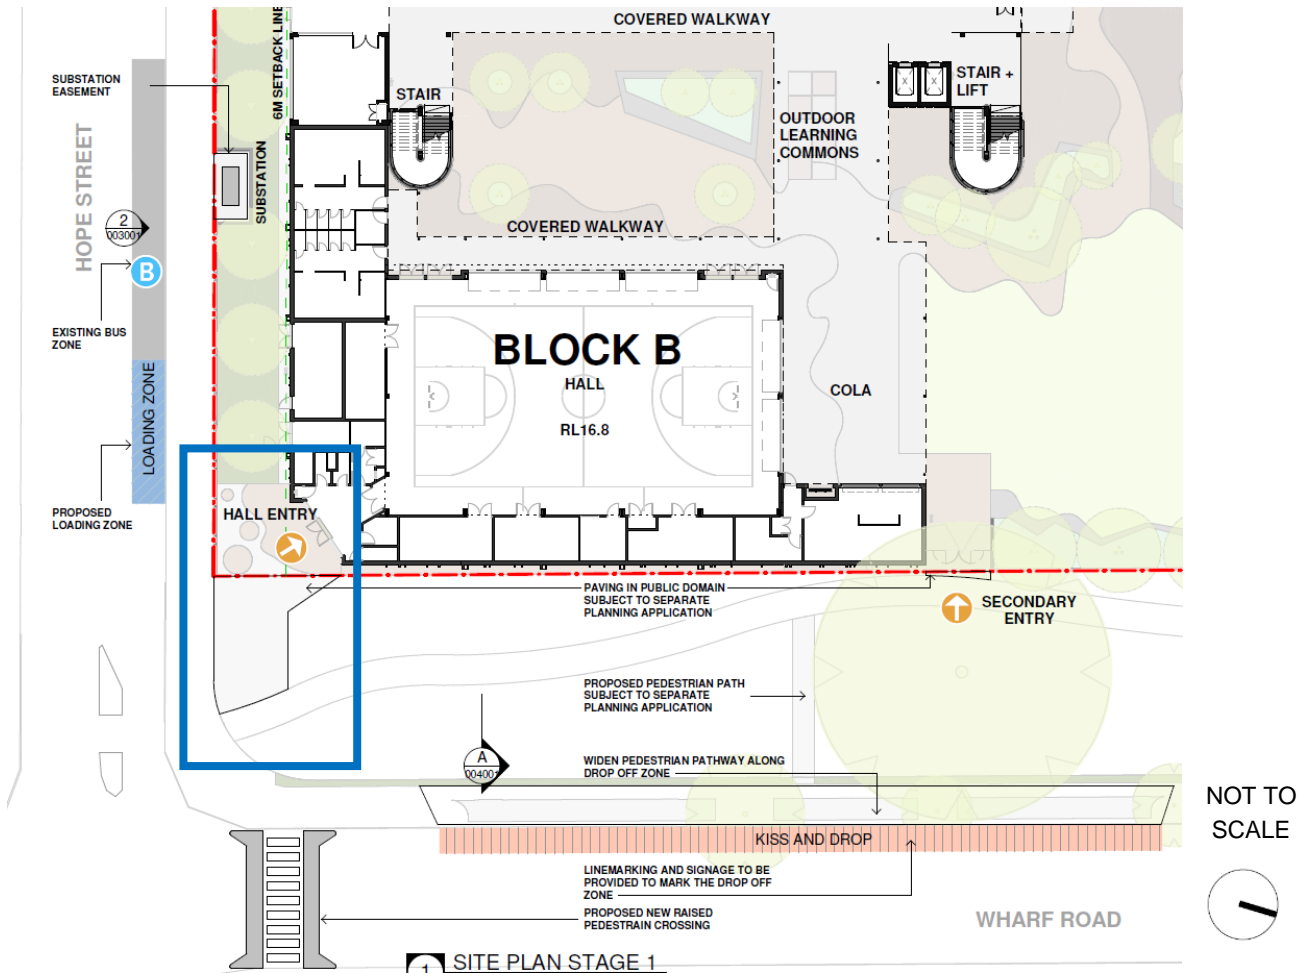 COVERED WALKWAY
SUBSTATION
EASEMENT
6M SETBACK LINE
STAIR
STAIR +
LIFT
OUTDOOR
LEARNING
COMMONS
HOPE STREET
SUBSTATION
2
003001
B
COVERED WALKWAY
EXISTING BUS
ZONE
BLOCK B
HALL
RL16.8
COLA
LOADING ZONE
PROPOSED
LOADING ZONE
HALL ENTRY
PAVING IN PUBLIC DOMAIN
SUBJECT TO SEPARATE
PLANNING APPLICATION
SECONDARY
ENTRY
PROPOSED PEDESTRIAN PATH
SUBJECT TO SEPARATE
PLANNING APPLICATION
A
004001
WIDEN PEDESTRIAN PATHWAY ALONG
DROP OFF ZONE
NOT TO
SCALE
KISS AND DROP
LINEMARKING AND SIGNAGE TO BE
PROVIDED TO MARK THE DROP OFF
ZONE
PROPOSED NEW RAISED
PEDESTRAIN CROSSING
WHARF ROAD
1
SITE PLAN STAGE 1